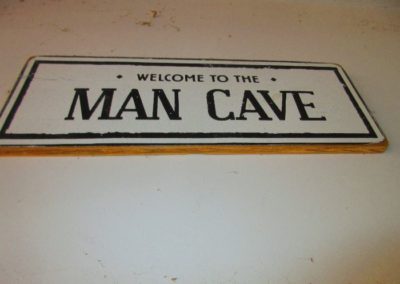 • WELCOME TO THE •
MAN CAVE